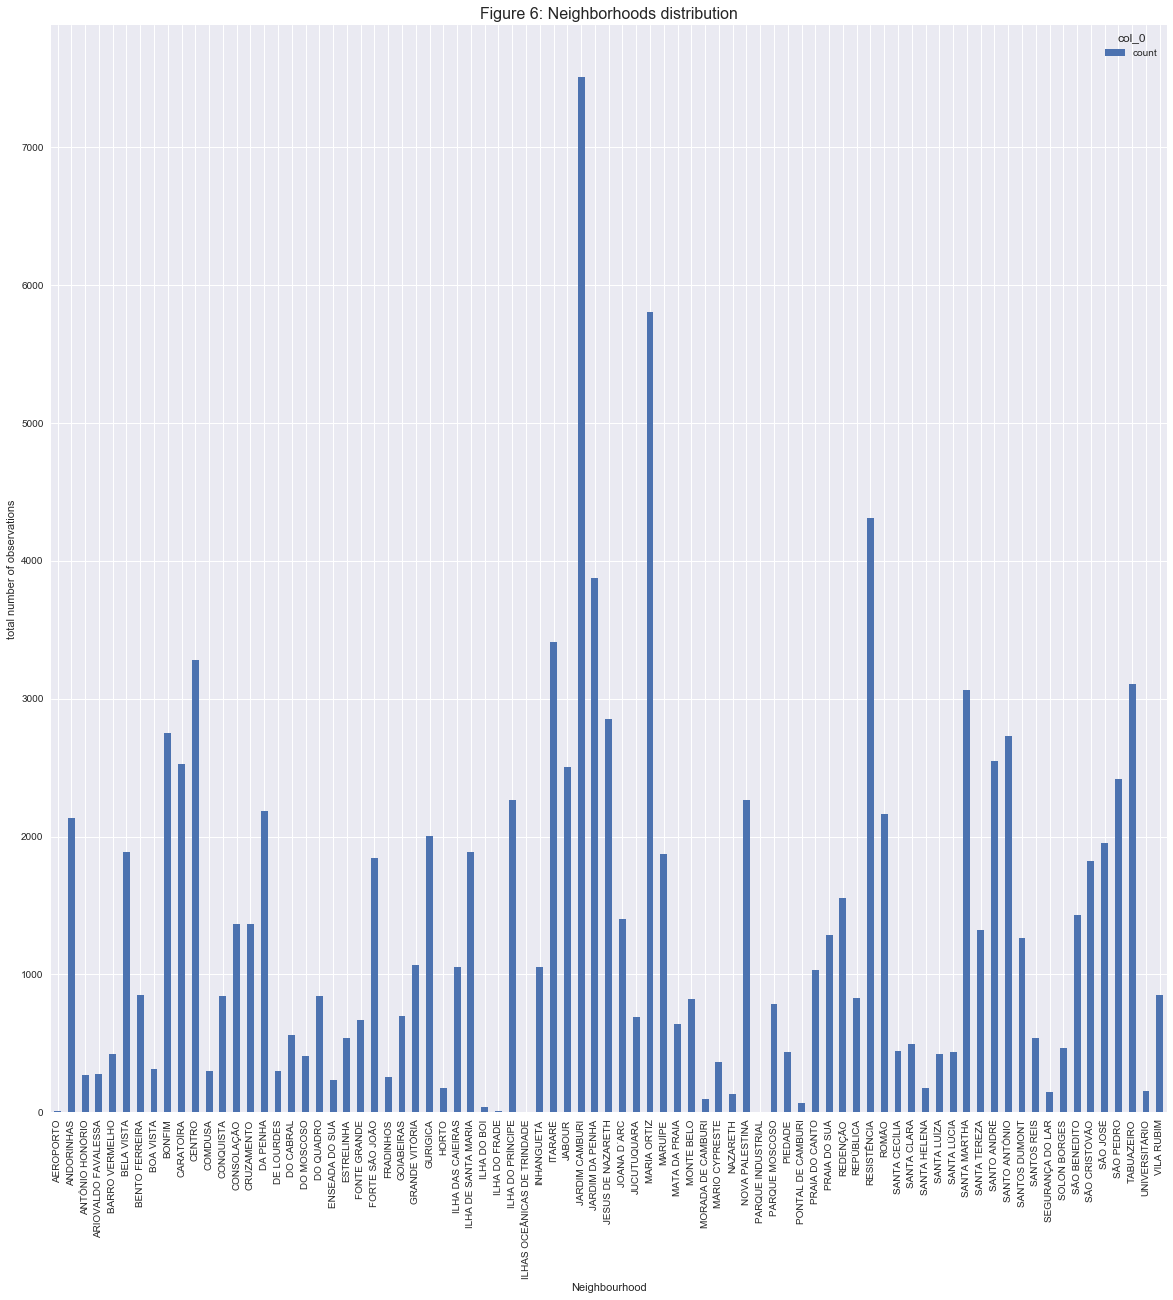 Figure 6: Neighborhoods distribution
col_0
count
7000
6000
5000
4000
3000
2000
1000
0
total number of observations
AEROPORTO
ANDORINHAS
ANTÔNIO HONÓRIO
ARIOVALDO FAVALESSA
BARRO VERMELHO
BELA VISTA
BENTO FERREIRA
BOA VISTA
BONFIM
CARATOÍRA
CENTRO
COMDUSA
CONQUISTA
CONSOLAÇÃO
CRUZAMENTO
DA PENHA
DE LOURDES
DO CABRAL
DO MOSCOSO
DO QUADRO
ENSEADA DO SUÁ
ESTRELINHA
FONTE GRANDE
FORTE SÃO JOÃO
FRADINHOS
GOIABEIRAS
GRANDE VITÓRIA
GURIGICA
HORTO
ILHA DAS CAIEIRAS
ILHA DE SANTA MARIA
ILHA DO BOI
ILHA DO FRADE
ILHA DO PRÍNCIPE
ILHAS OCEÂNICAS DE TRINDADE
INHANGUETÁ
ITARARÉ
JABOUR
JARDIM CAMBURI
JARDIM DA PENHA
JESUS DE NAZARETH
JOANA D´ARC
JUCUTUQUARA
MARIA ORTIZ
MARUÍPE
MATA DA PRAIA
MONTE BELO
MORADA DE CAMBURI
MÁRIO CYPRESTE
NAZARETH
NOVA PALESTINA
PARQUE INDUSTRIAL
PARQUE MOSCOSO
PIEDADE
PONTAL DE CAMBURI
PRAIA DO CANTO
PRAIA DO SUÁ
REDENÇÃO
REPÚBLICA
RESISTÊNCIA
ROMÃO
SANTA CECÍLIA
SANTA CLARA
SANTA HELENA
SANTA LUÍZA
SANTA LÚCIA
SANTA MARTHA
SANTA TEREZA
SANTO ANDRÉ
SANTO ANTÔNIO
SANTOS DUMONT
SANTOS REIS
SEGURANÇA DO LAR
SOLON BORGES
SÃO BENEDITO
SÃO CRISTÓVÃO
SÃO JOSÉ
SÃO PEDRO
TABUAZEIRO
UNIVERSITÁRIO
VILA RUBIM
Neighbourhood